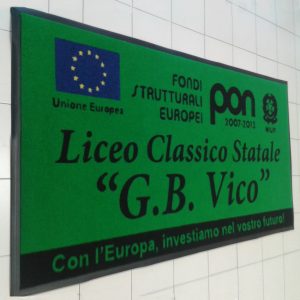 Unione Europea
FONDI
STRUTTURALI
EUROPEI
pon
2007-2013
Liceo Classico Statale
"G.B. Vico"
Con l'Europa, investiamo nel vostro futuro!